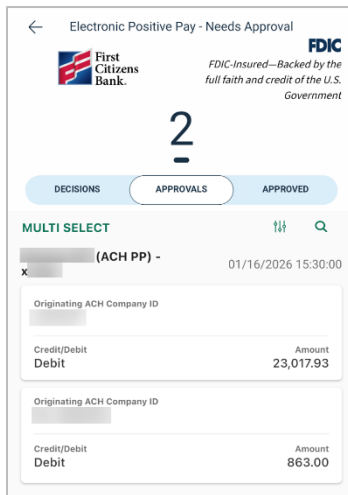 Electronic Positive Pay - Needs Approval
First
Citizens
Bank.
FDIC
FDIC-Insured—Backed by the
full faith and credit of the U.S.
Government
2
DECISIONS APPROVALS APPROVED
MULTI SELECT
(ACH PP) -
x
01/16/2026 15:30:00
Originating ACH Company ID
Credit/Debit Amount
Debit 23,017.93
Originating ACH Company ID
Credit/Debit Amount
Debit 863.00